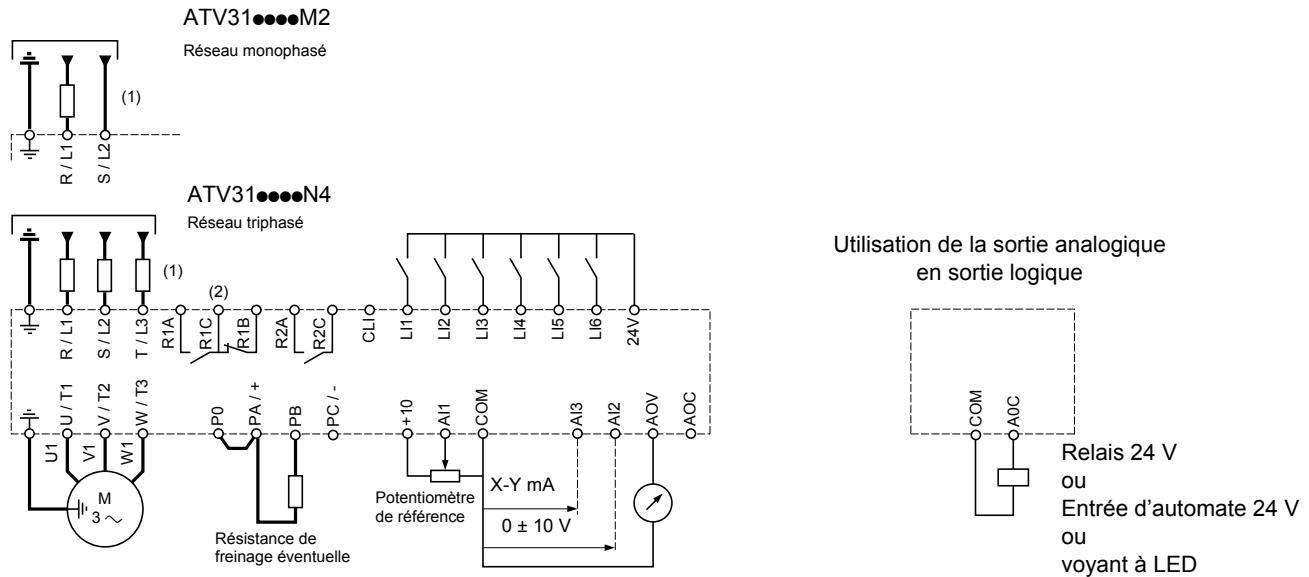 ATV31●●●●M2
Réseau monophasé
(1)
R / L1
S / L2
ATV31●●●●N4
Réseau triphasé
(1)
(2)
R / L1
S / L2
T / L3
R1A
R1C
R1B
R2A
R2C
CLI
LI1
LI2
LI3
LI4
LI5
LI6
24V
U / T1
V / T2
W / T3
P0
PA / +
PB
PC / -
+10
AI1
COM
AI3
AI2
AOV
AOC
U1
V1
W1
M
3
Résistance de
freinage éventuelle
Potentiomètre
de référence
X-Y mA
0 ± 10 V
Utilisation de la sortie analogique
en sortie logique
COM
A0C
Relais 24 V
ou
Entrée d’automate 24 V
ou
voyant à LED